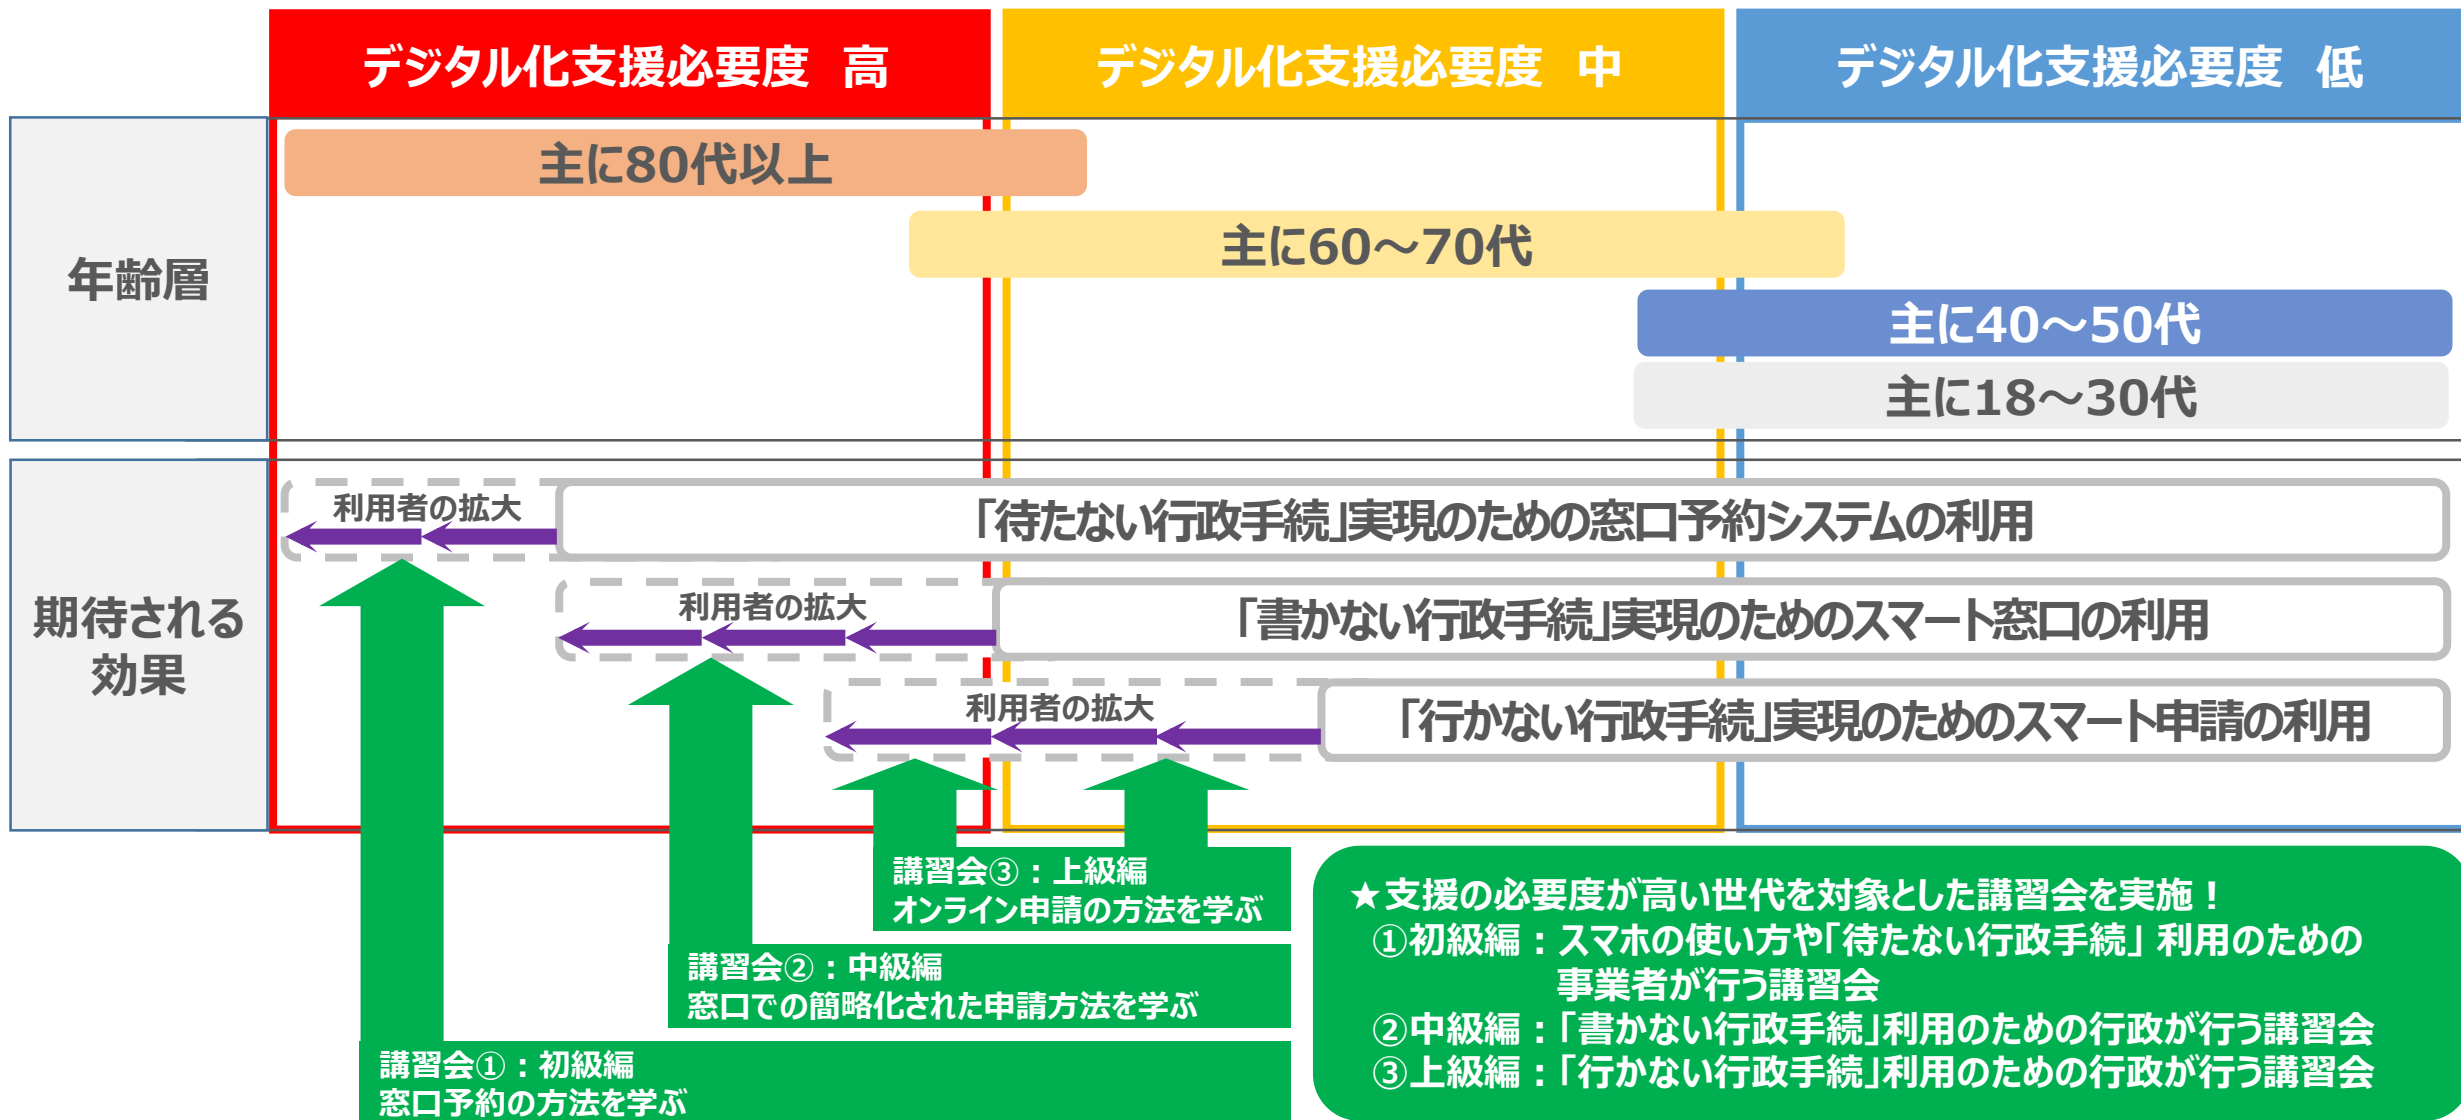 デジタル化支援必要度　高
デジタル化支援必要度　中
デジタル化支援必要度　低
年齢層
主に80代以上
主に60～70代
主に40～50代
主に18～30代
期待される
効果
利用者の拡大
「待たない行政手続」実現のための窓口予約システムの利用
利用者の拡大
「書かない行政手続」実現のためのスマート窓口の利用
利用者の拡大
「行かない行政手続」実現のためのスマート申請の利用
講習会③：上級編
オンライン申請の方法を学ぶ
講習会②：中級編
窓口での簡略化された申請方法を学ぶ
講習会①：初級編
窓口予約の方法を学ぶ
★支援の必要度が高い世代を対象とした講習会を実施！
①初級編：スマホの使い方や「待たない行政手続」 利用のための
事業者が行う講習会
②中級編：「書かない行政手続」利用のための行政が行う講習会
③上級編：「行かない行政手続」利用のための行政が行う講習会